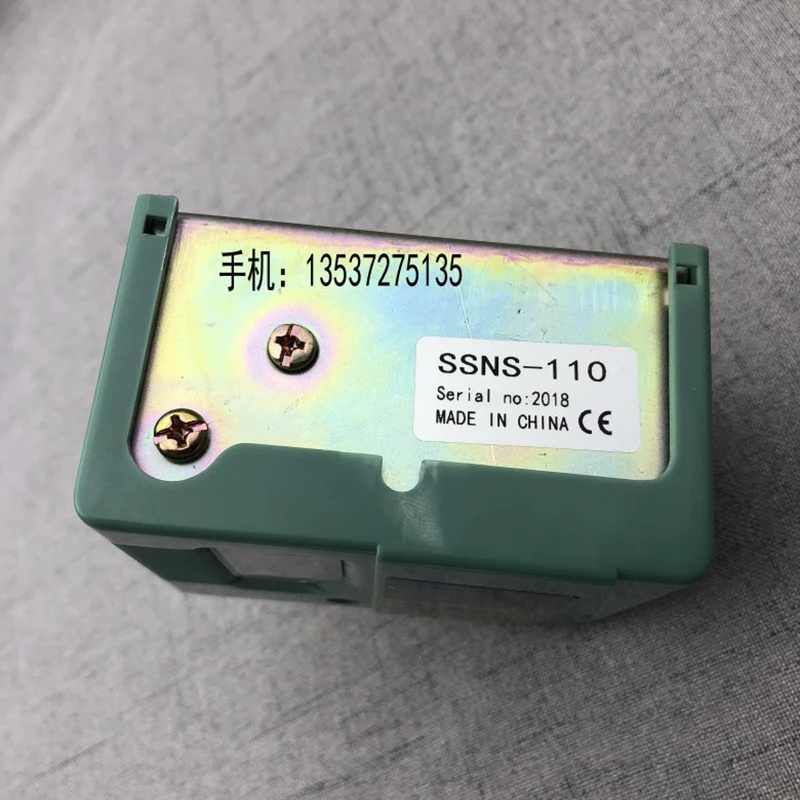 手机：13537275135
SSNS-110
Serial no:2018
MADE IN CHINA CE